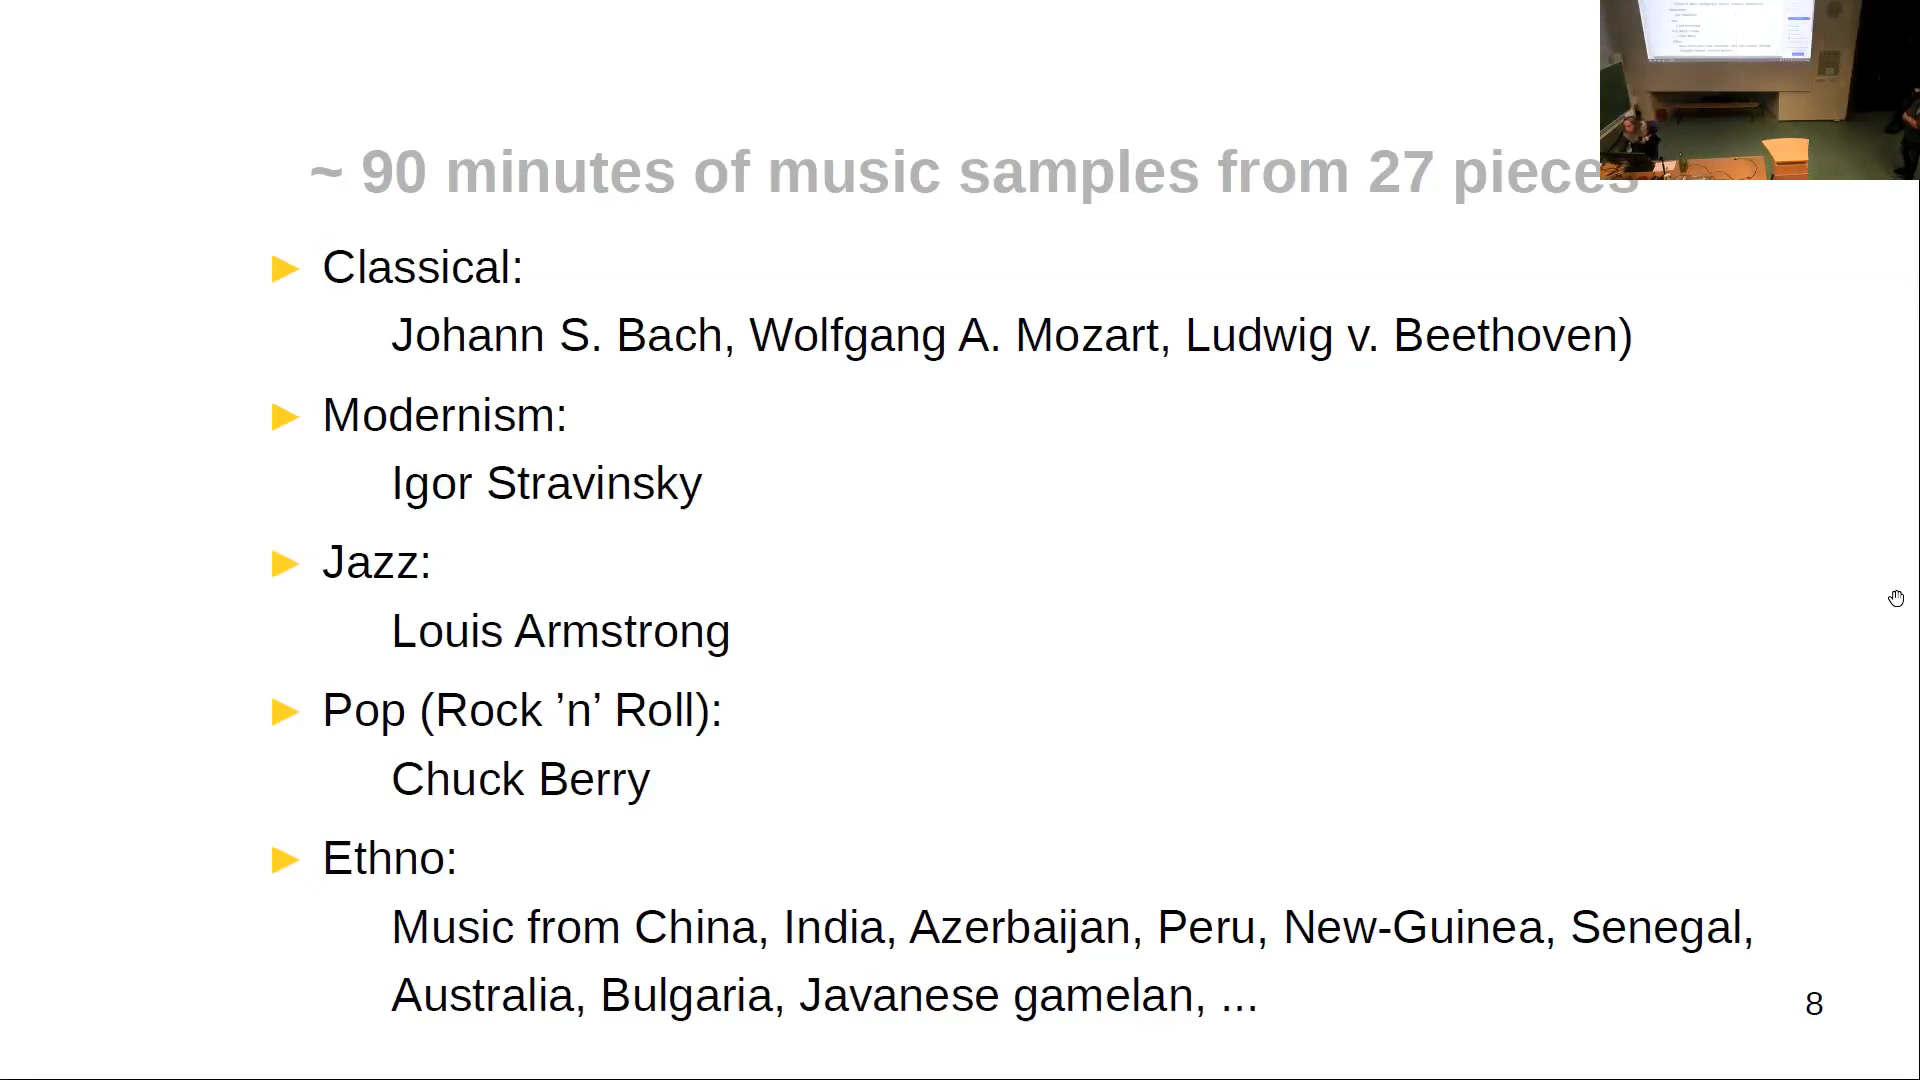 ~ 90 minutes of music samples from 27 pieces
Classical:
Johann S. Bach, Wolfgang A. Mozart, Ludwig v. Beethoven)
Modernism:
Igor Stravinsky
Jazz:
Louis Armstrong
Pop (Rock ’n’ Roll):
Chuck Berry
Ethno:
Music from China, India, Azerbaijan, Peru, New-Guinea, Senegal,
Australia, Bulgaria, Javanese gamelan, ...
8